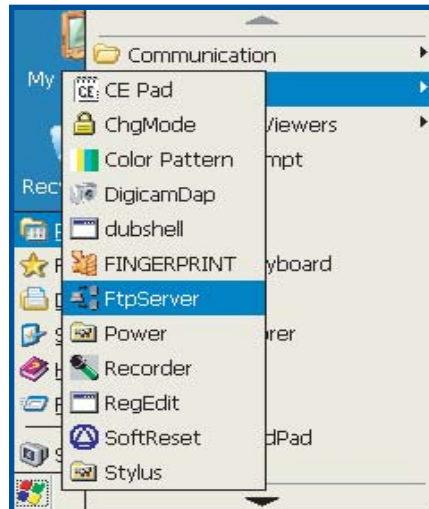 Communication
My
CE Pad
ChgMode
Viewers
Color Pattern
mpt
Rec
DigicamDap
dubshell
FINGERPRINT
yboard
FtpServer
Power
rer
Recorder
RegEdit
SoftReset
dPad
Stylus